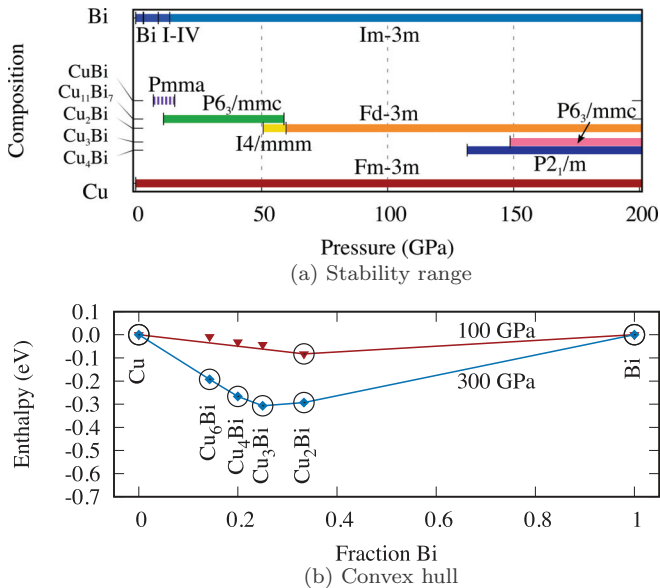 Bi
Bi I-IV
Im-3m
CuBi
Cu₁₁Bi₇
Cu₂Bi
Cu₃Bi
Cu₄Bi
Cu
Composition
Pmma
P6₃/mmc
Fd-3m
P6₃/mmc
I4/mmm
P2₁/m
Fm-3m
0 50 100 150 200
Pressure (GPa)
(a) Stability range
0.1
0.0
-0.1
-0.2
-0.3
-0.4
-0.5
-0.6
-0.7
Enthalpy (eV)
100 GPa
300 GPa
Cu
Cu₆Bi
Cu₄Bi
Cu₃Bi
Cu₂Bi
Bi
0 0.2 0.4 0.6 0.8 1
Fraction Bi
(b) Convex hull